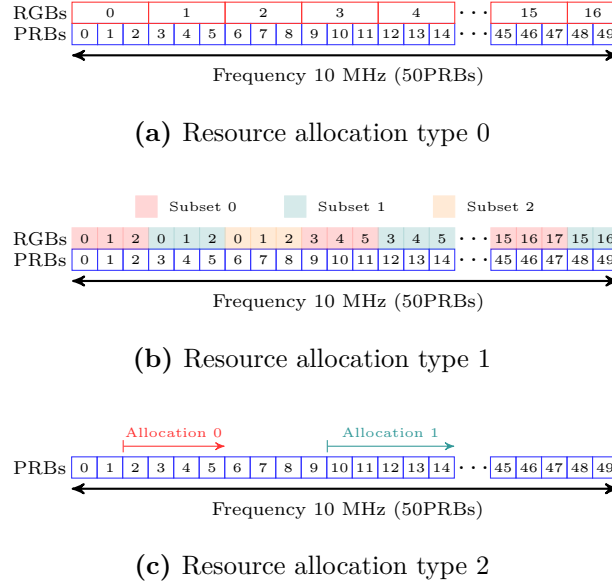 RGBs 0 1 2 3 4 ··· 15 16
PRBs 0 1 2 3 4 5 6 7 8 9 10 11 12 13 14 ··· 45 46 47 48 49
Frequency 10 MHz (50PRBs)
(a) Resource allocation type 0
Subset 0 Subset 1 Subset 2
RGBs 0 1 2 0 1 2 0 1 2 3 4 5 3 4 5 ··· 15 16 17 15 16
PRBs 0 1 2 3 4 5 6 7 8 9 10 11 12 13 14 ··· 45 46 47 48 49
Frequency 10 MHz (50PRBs)
(b) Resource allocation type 1
Allocation 0 Allocation 1
PRBs 0 1 2 3 4 5 6 7 8 9 10 11 12 13 14 ··· 45 46 47 48 49
Frequency 10 MHz (50PRBs)
(c) Resource allocation type 2